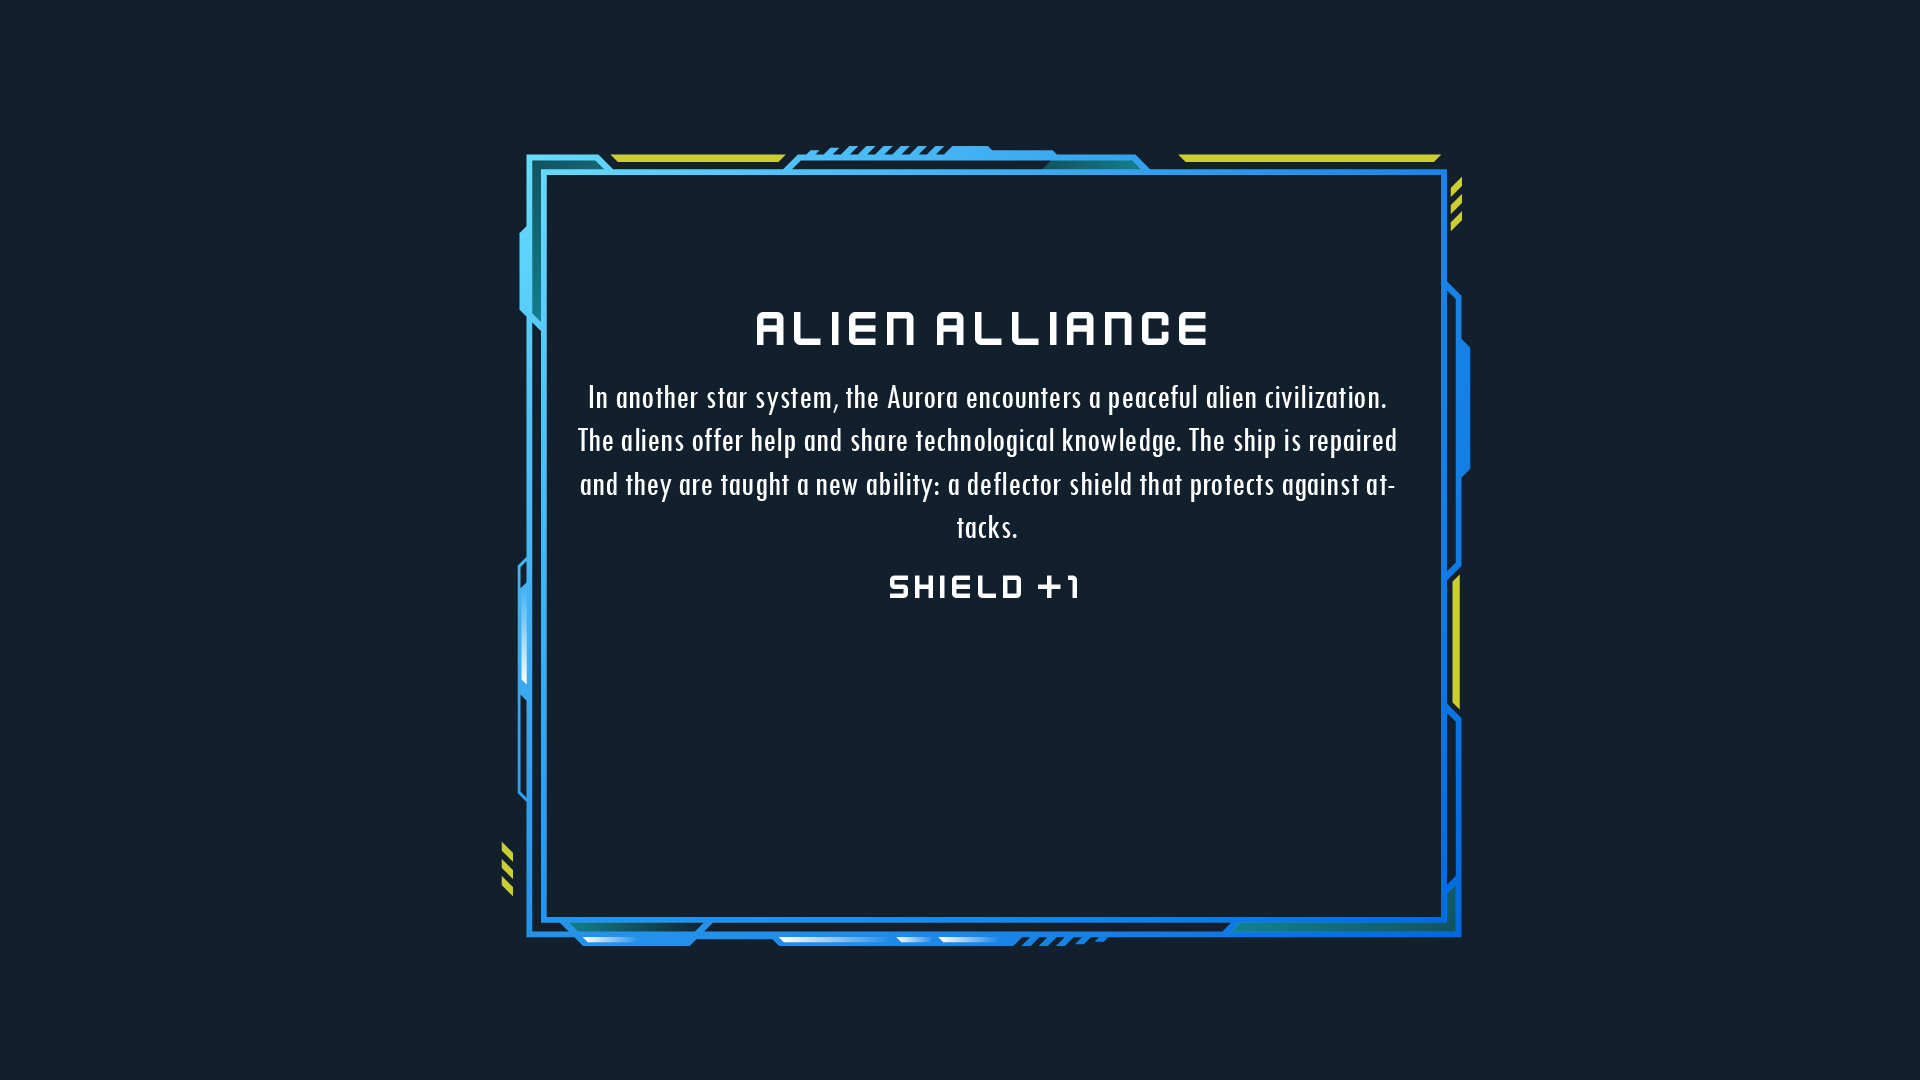 ALIEN ALLIANCE
In another star system, the Aurora encounters a peaceful alien civilization.
The aliens offer help and share technological knowledge. The ship is repaired
and they are taught a new ability: a deflector shield that protects against at-
tacks.
SHIELD +1